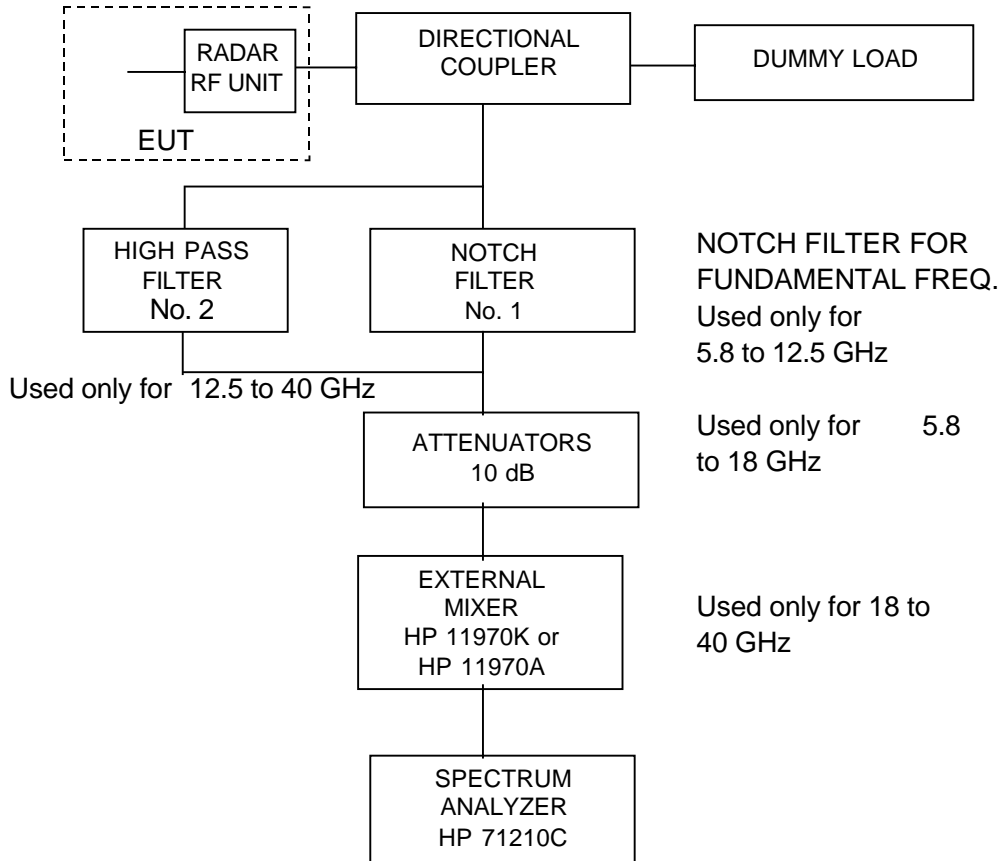 RADAR
RF UNIT
EUT
DIRECTIONAL
COUPLER
DUMMY LOAD
HIGH PASS
FILTER
No. 2
NOTCH
FILTER
No. 1
NOTCH FILTER FOR
FUNDAMENTAL FREQ.
Used only for
5.8 to 12.5 GHz
Used only for 12.5 to 40 GHz
ATTENUATORS
10 dB
Used only for 5.8
to 18 GHz
EXTERNAL
MIXER
HP 11970K or
HP 11970A
Used only for 18 to
40 GHz
SPECTRUM
ANALYZER
HP 71210C